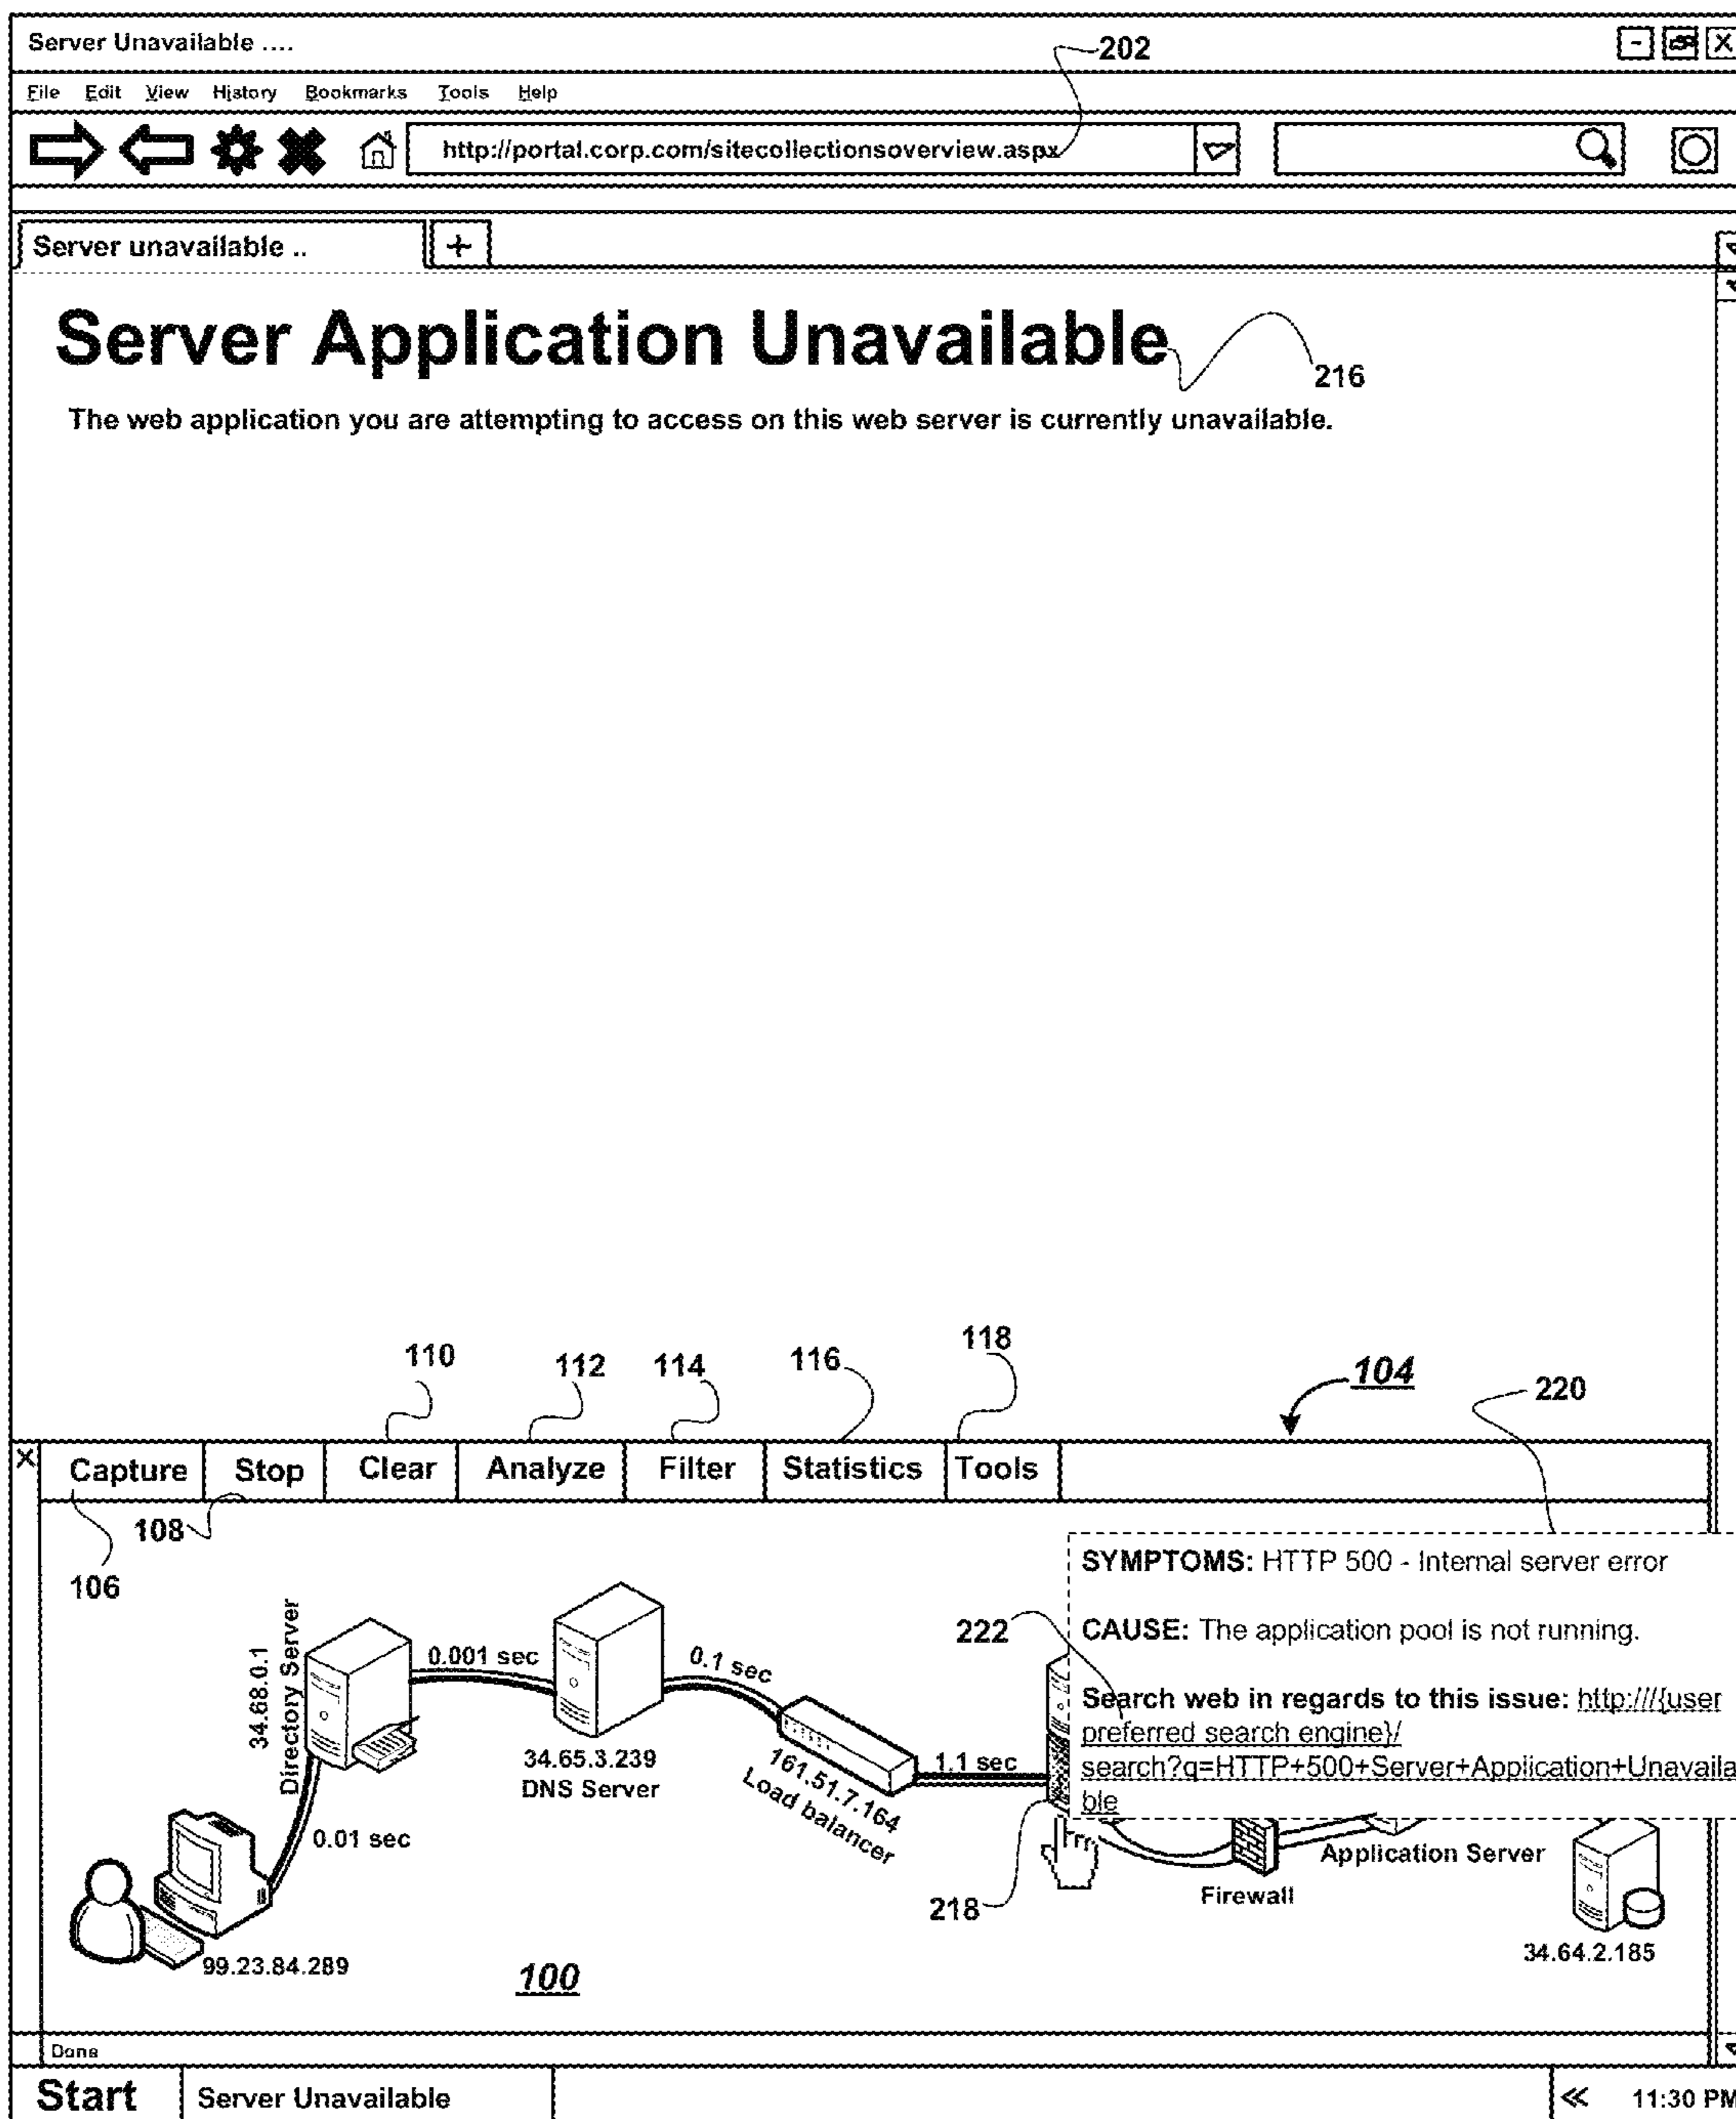 Server Unavailable ....
202
File Edit View History Bookmarks Tools Help
http://portal.corp.com/sitecollectionsoverview.aspx
Server unavailable ..
+
Server Application Unavailable
216
The web application you are attempting to access on this web server is currently unavailable.
110
112
114
116
118
104
220
X
Capture Stop Clear Analyze Filter Statistics Tools
108
106
SYMPTOMS: HTTP 500 - Internal server error
222
CAUSE: The application pool is not running.
Search web in regards to this issue: http:///{user
preferred search engine}/
search?q=HTTP+500+Server+Application+Unavaila
ble
34.68.0.1
Directory Server
0.001 sec
0.1 sec
34.65.3.239
DNS Server
161.51.7.164
Load balancer
1.1 sec
0.01 sec
218
Application Server
Firewall
99.23.84.289
34.64.2.185
100
Done
Start
Server Unavailable
<< 11:30 PM